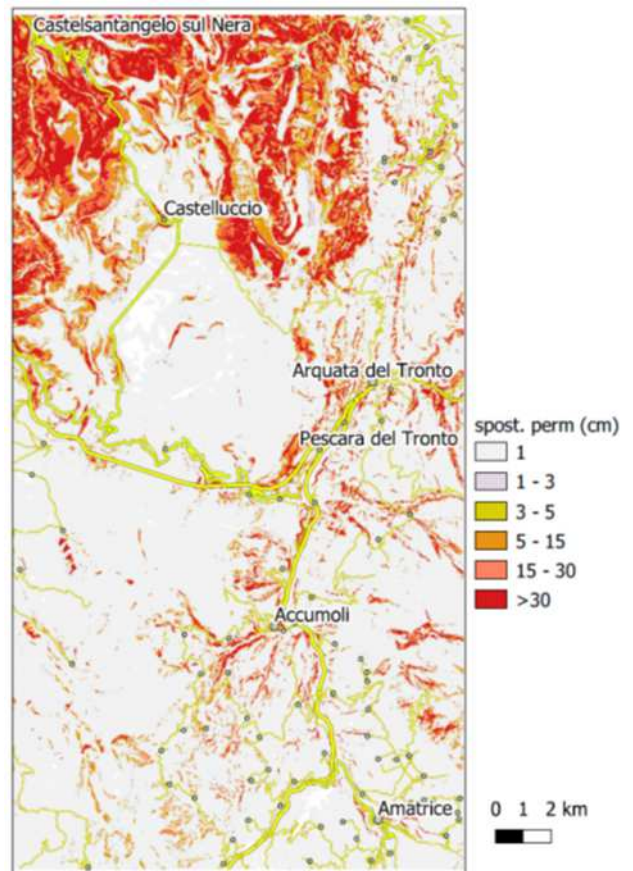 Castelsantangelo sul Nera
Castelluccio
Arquata del Tronto
Pescara del Tronto
Accumoli
Amatrice
spost. perm (cm)
1
1 - 3
3 - 5
5 - 15
15 - 30
>30
0 1 2 km